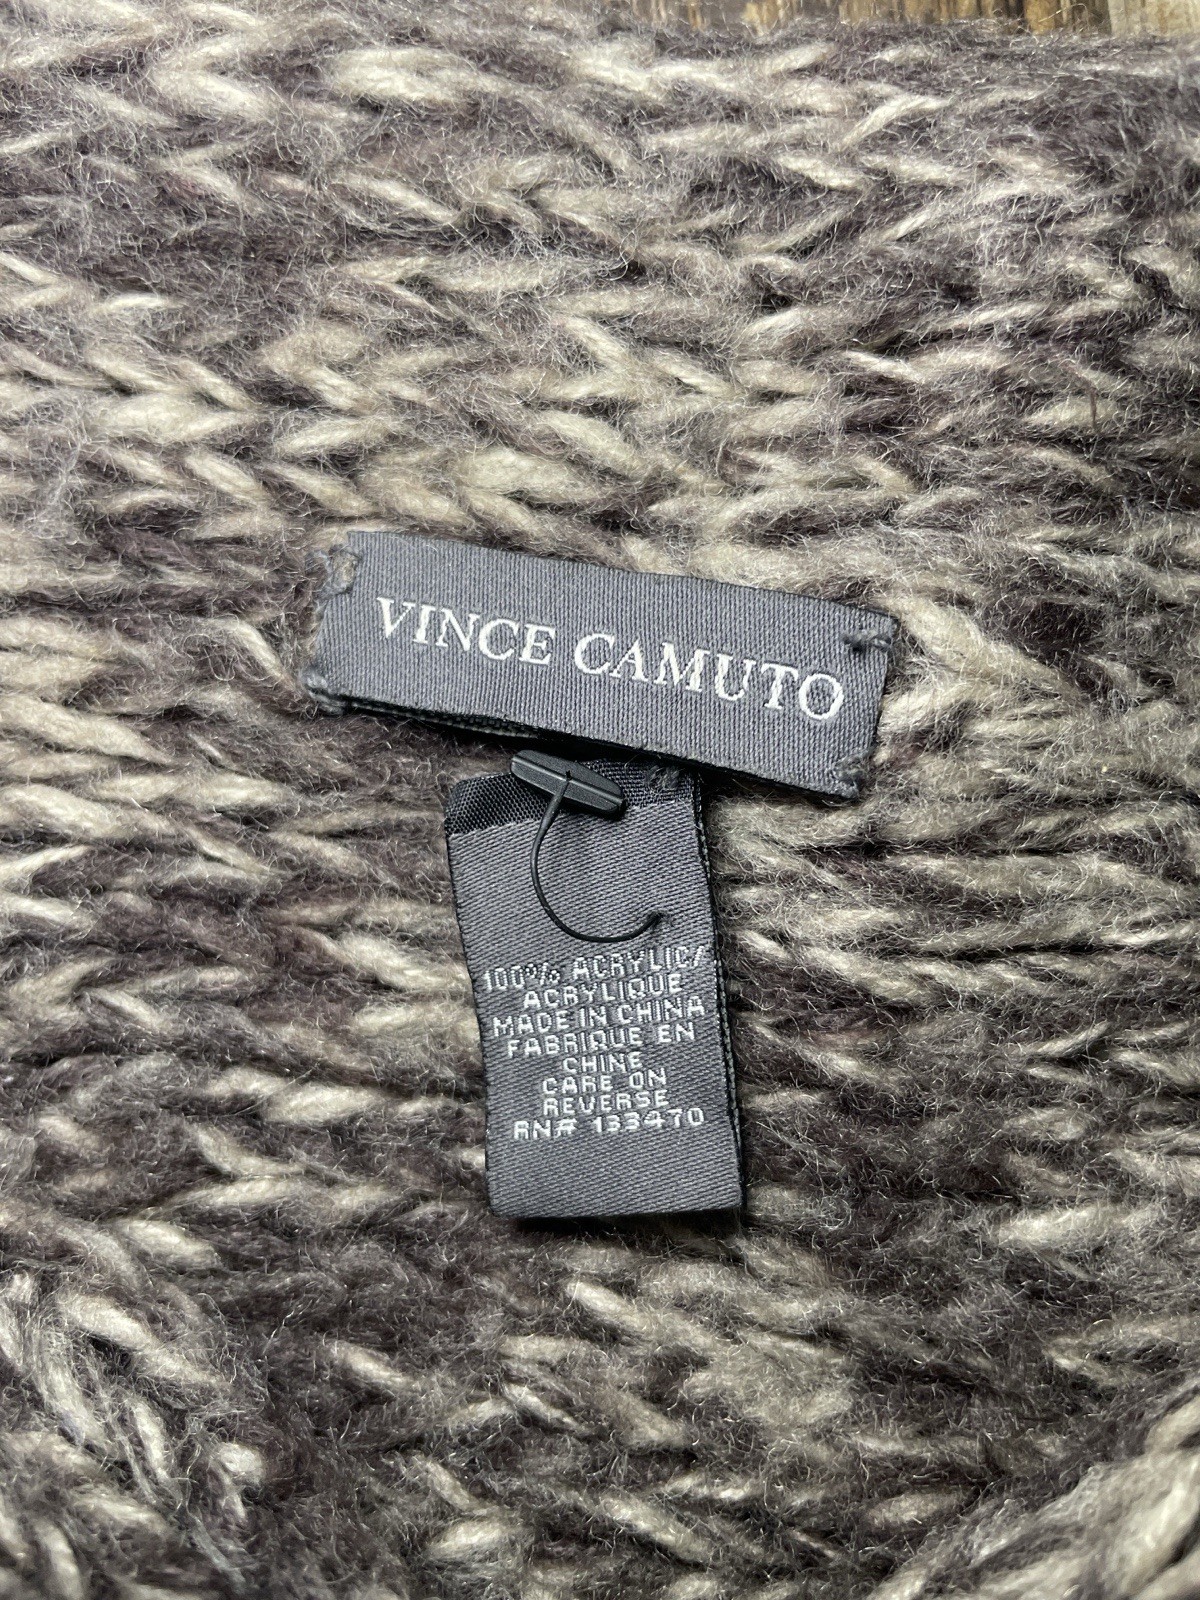 VINCE CAMUTO
100% ACRYLIC/
ACRYLIQUE
MADE IN CHINA
FABRIQUE EN
CHINE
CARE ON
REVERSE
RN# 133470